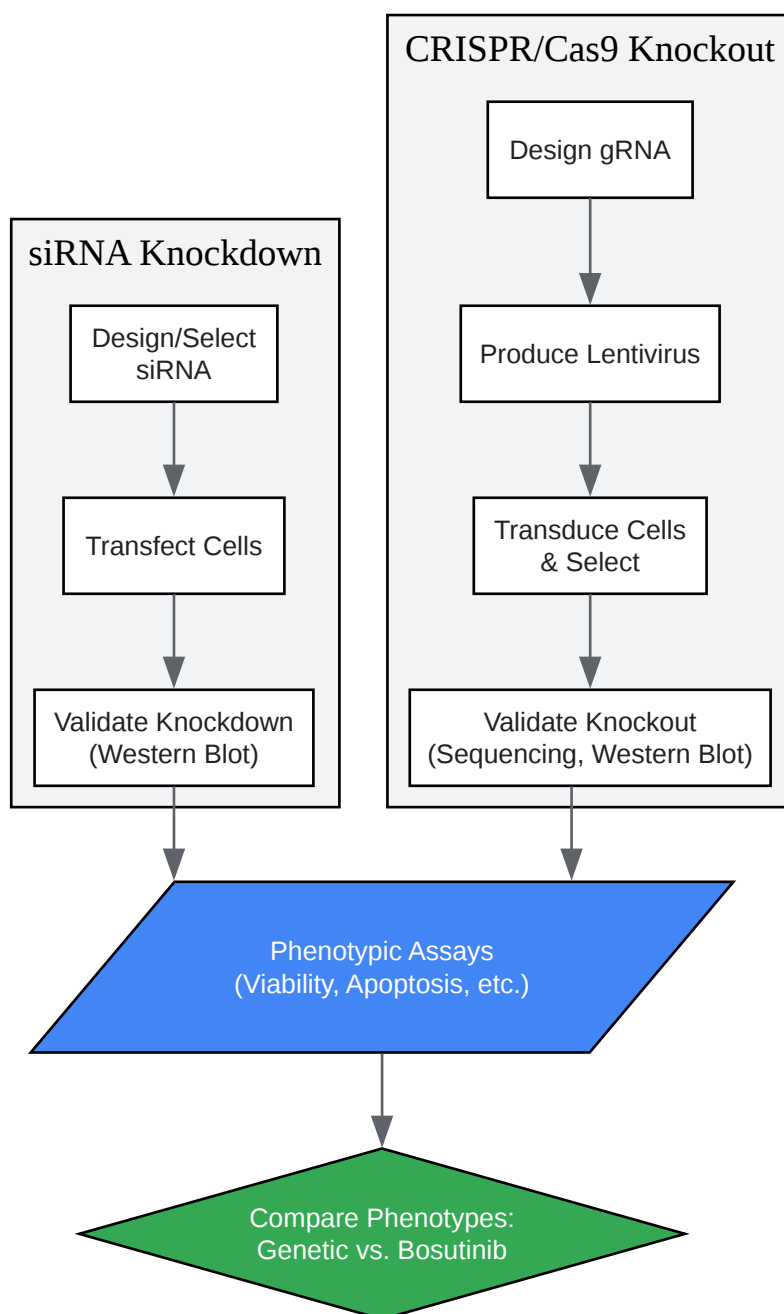 CRISPR/Cas9 Knockout
Design gRNA
Produce Lentivirus
Transduce Cells
& Select
Validate Knockout
(Sequencing, Western Blot)
siRNA Knockdown
Design/Select
siRNA
Transfect Cells
Validate Knockdown
(Western Blot)
Phenotypic Assays
(Viability, Apoptosis, etc.)
Compare Phenotypes:
Genetic vs. Bosutinib